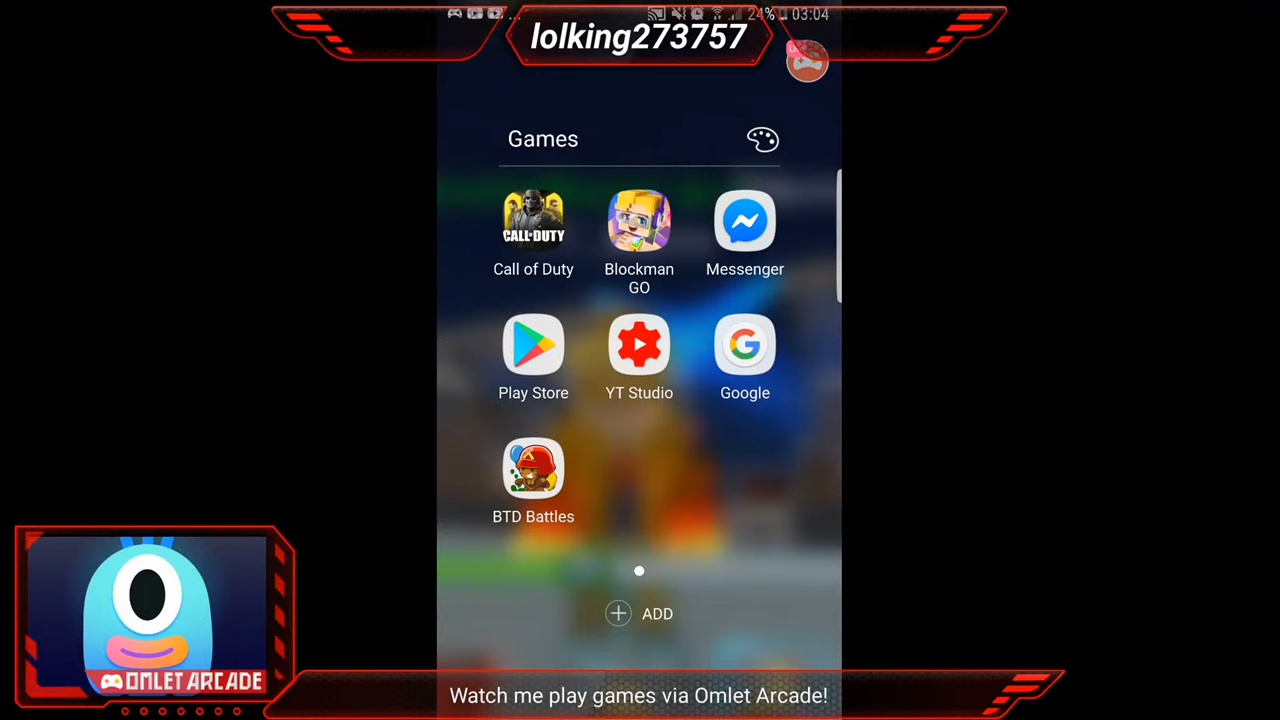 24% 03:04
lolking273757
Games
CALL•DUTY
Call of Duty
Blockman
GO
Messenger
Play Store
YT Studio
Google
BTD Battles
ADD
OMLET ARCADE
Watch me play games via Omlet Arcade!